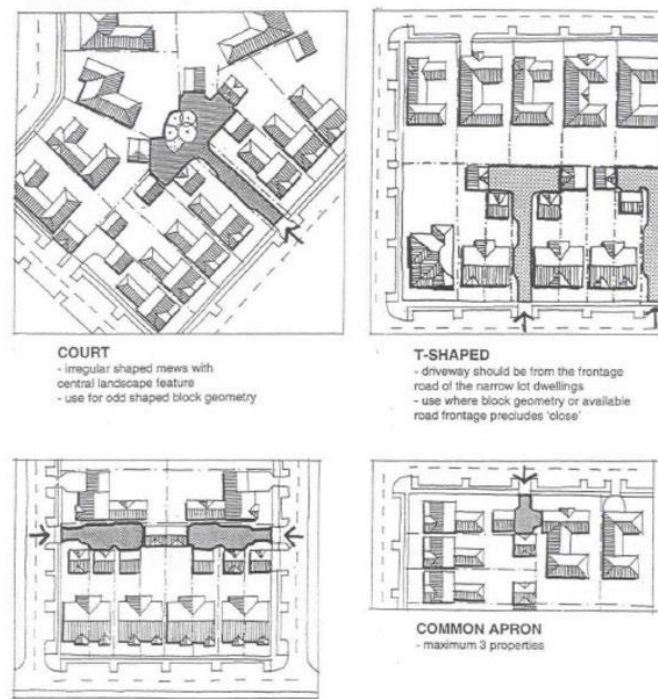 COURT
- irregular shaped mews with
central landscape feature
- use for odd shaped block geometry
T-SHAPED
- driveway should be from the frontage
road of the narrow lot dwellings
- use where block geometry or available
road frontage precludes 'close'
COMMON APRON
- maximum 3 properties